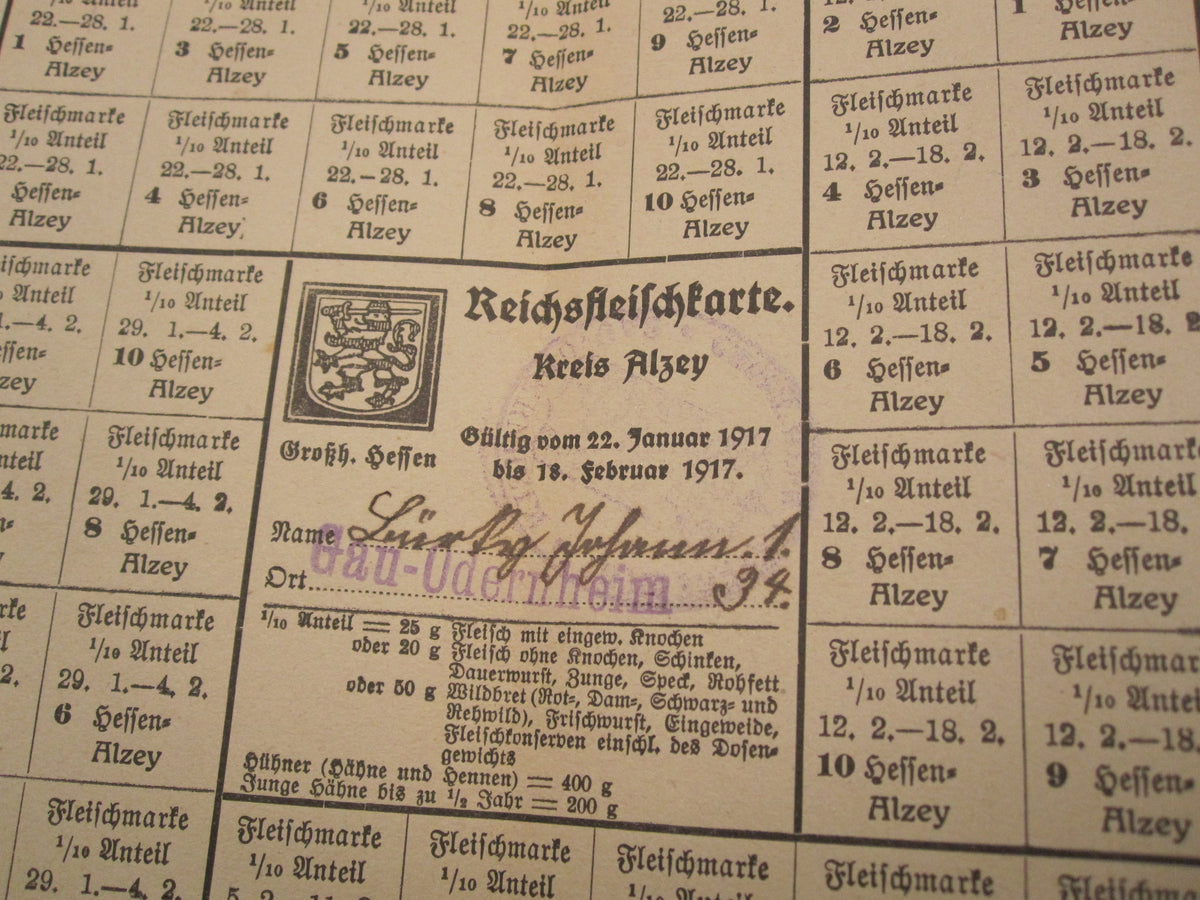 1/10 Anteil
1/10 Anteil
1/10 Anteil
22.—28. 1.
22.—28. 1.
22.—28. 1.
22.—28. 1.
22.—28. 1.
1 Hessen-
3 Hessen-
5 Hessen-
7 Hessen-
9 Hessen-
2 Hessen-
1 Hessen-
Alzey
Alzey
Alzey
Alzey
Alzey
Alzey
Alzey
Fleischmarke
Fleischmarke
Fleischmarke
Fleischmarke
Fleischmarke
Fleischmarke
Fleischmarke
1/10 Anteil
1/10 Anteil
1/10 Anteil
1/10 Anteil
1/10 Anteil
1/10 Anteil
1/10 Anteil
22.—28. 1.
22.—28. 1.
22.—28. 1.
22.—28. 1.
22.—28. 1.
12. 2.—18. 2.
12. 2.—18. 2.
Hessen-
4 Hessen-
6 Hessen-
8 Hessen-
10 Hessen-
4 Hessen-
3 Hessen-
Alzey
Alzey
Alzey
Alzey
Alzey
Alzey
Alzey
Fleischmarke
1/10 Anteil
29. 1.—4. 2.
10 Hessen-
Alzey
Fleischmarke
1/10 Anteil
29. 1.—4. 2.
8 Hessen-
Alzey
Fleischmarke
1/10 Anteil
29. 1.—4. 2.
6 Hessen-
Alzey
Fleischmarke
1/10 Anteil
29. 1.—4. 2.
Reichsfleischkarte.
Kreis Alzey
Großh. Hessen
Gültig vom 22. Januar 1917
bis 18. Februar 1917.
Name Bürky Johann. 1.
Ort Gau-Odernheim 94.
1/10 Anteil = 25 g Fleisch mit eingew. Knochen
oder 20 g Fleisch ohne Knochen, Schinken,
Dauerwurst, Zunge, Speck, Rohfett
oder 50 g Wildbret (Rot-, Dam-, Schwarz- und
Rehwild), Frischwurst, Eingeweide,
Fleischkonserven einschl. des Dosen-
gewichts
Hühner (Hähne und Hennen) = 400 g
Junge Hähne bis zu 1/2 Jahr = 200 g
Fleischmarke
1/10 Anteil
12. 2.—18. 2.
6 Hessen-
Alzey
Fleischmarke
1/10 Anteil
12. 2.—18. 2
5 Hessen-
Alzey
Fleischmarke
1/10 Anteil
12. 2.—18. 2.
8 Hessen-
Alzey
Fleischmarke
1/10 Anteil
12. 2.—18.
7 Hessen-
Alzey
Fleischmarke
1/10 Anteil
12. 2.—18. 2.
10 Hessen-
Alzey
Fleischmar
1/10 Antei
12. 2.—18.
9 Hessen-
Alzey
Fleischmarke
Fleischmarke
Fleischmarke
Fleischmarke
1/10 Anteil
1/10 Anteil